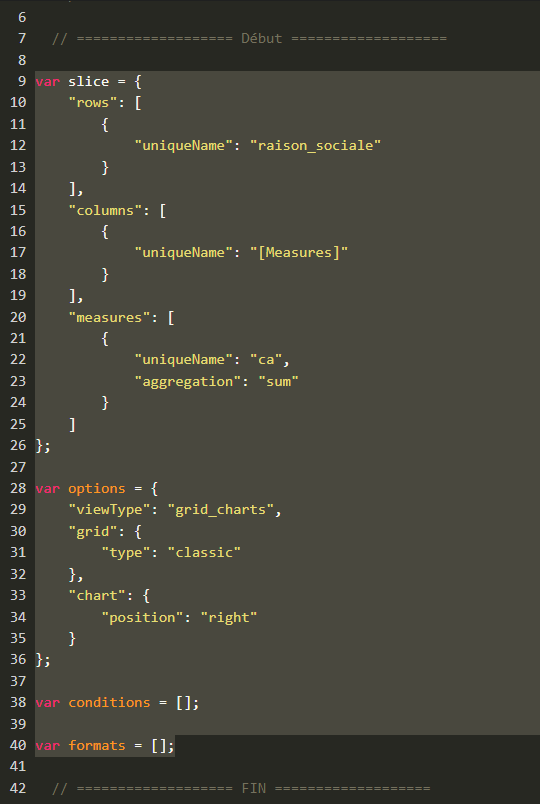 6
7 // =================== Début ===================
8
9 var slice = {
10 "rows": [
11 {
12 "uniqueName": "raison_sociale"
13 }
14 ],
15 "columns": [
16 {
17 "uniqueName": "[Measures]"
18 }
19 ],
20 "measures": [
21 {
22 "uniqueName": "ca",
23 "aggregation": "sum"
24 }
25 ]
26 };
27
28 var options = {
29 "viewType": "grid_charts",
30 "grid": {
31 "type": "classic"
32 },
33 "chart": {
34 "position": "right"
35 }
36 };
37
38 var conditions = [];
39
40 var formats = [];
41
42 // =================== FIN ===================